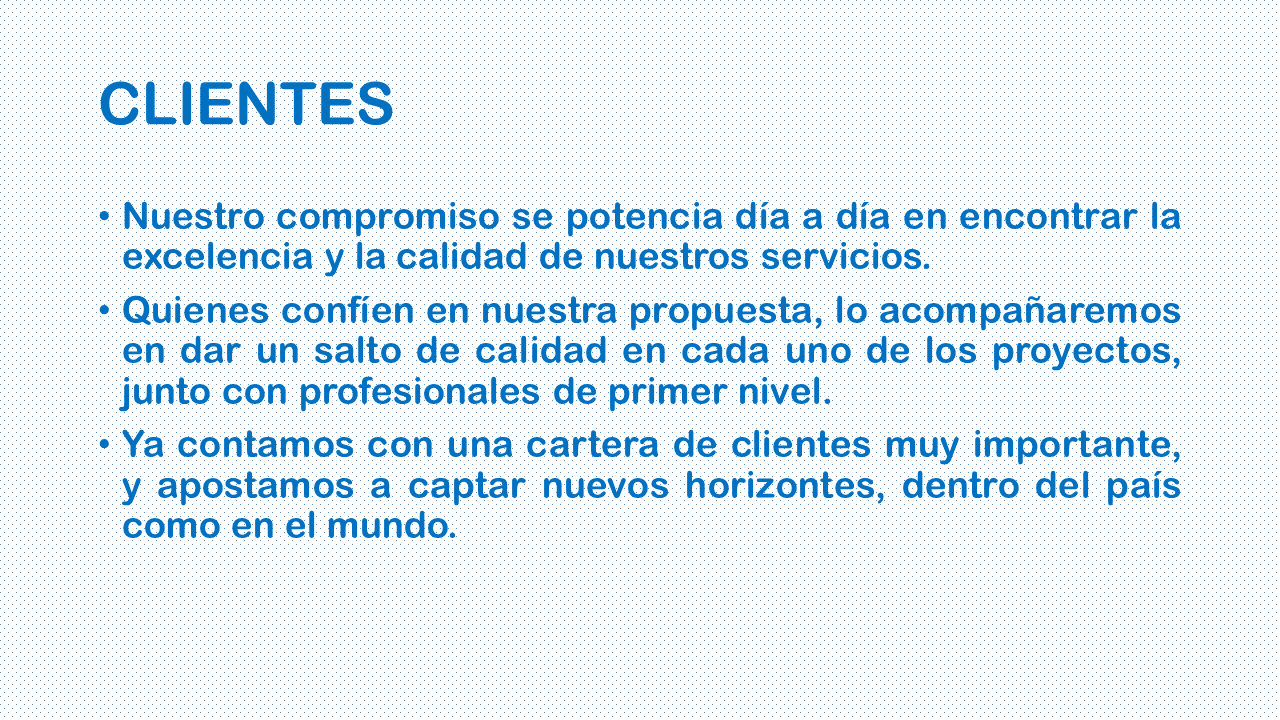 CLIENTES
• Nuestro compromiso se potencia día a día en encontrar la
excelencia y la calidad de nuestros servicios.
• Quienes confíen en nuestra propuesta, lo acompañaremos
en dar un salto de calidad en cada uno de los proyectos,
junto con profesionales de primer nivel.
• Ya contamos con una cartera de clientes muy importante,
y apostamos a captar nuevos horizontes, dentro del país
como en el mundo.